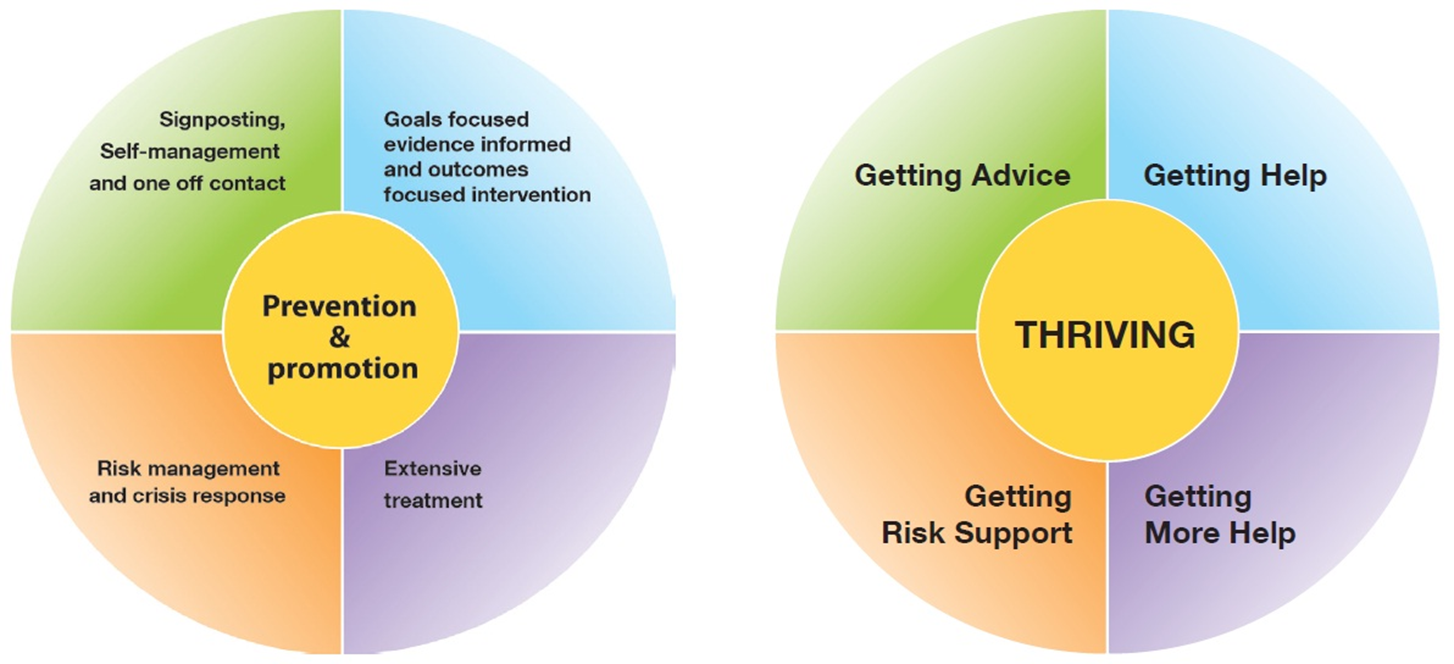 Signposting,
Self-management
and one off contact
Goals focused
evidence informed
and outcomes
focused intervention
Prevention
&
promotion
Risk management
and crisis response
Extensive
treatment
Getting Advice
Getting Help
THRIVING
Getting
Risk Support
Getting
More Help